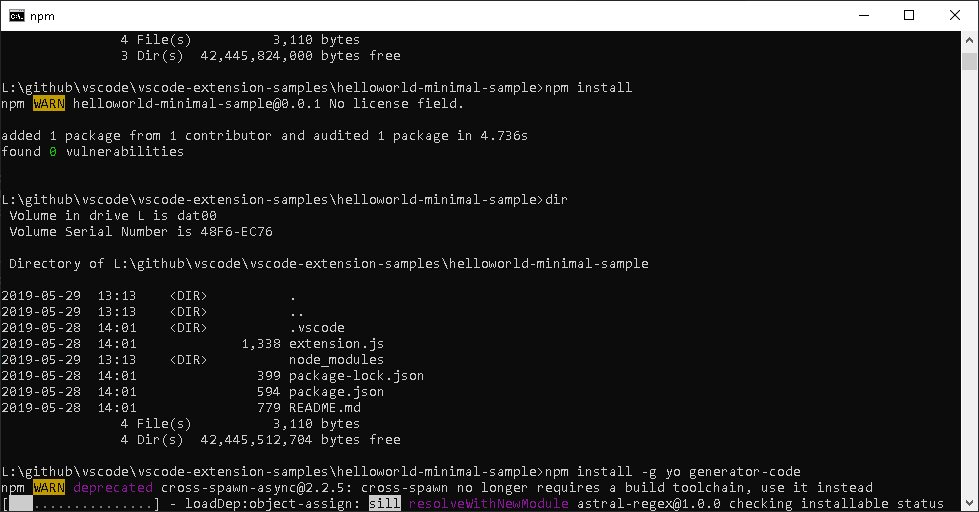 npm
4 File(s) 3,110 bytes
3 Dir(s) 42,445,824,000 bytes free
L:\github\vscode\vscode-extension-samples\helloworld-minimal-sample>npm install
npm WARN helloworld-minimal-sample@0.0.1 No license field.
added 1 package from 1 contributor and audited 1 package in 4.736s
found 0 vulnerabilities
L:\github\vscode\vscode-extension-samples\helloworld-minimal-sample>dir
Volume in drive L is dat00
Volume Serial Number is 48F6-EC76
Directory of L:\github\vscode\vscode-extension-samples\helloworld-minimal-sample
2019-05-29 13:13 <DIR> .
2019-05-29 13:13 <DIR> ..
2019-05-28 14:01 <DIR> .vscode
2019-05-28 14:01 1,338 extension.js
2019-05-29 13:13 <DIR> node_modules
2019-05-28 14:01 399 package-lock.json
2019-05-28 14:01 594 package.json
2019-05-28 14:01 779 README.md
4 File(s) 3,110 bytes
4 Dir(s) 42,445,512,704 bytes free
L:\github\vscode\vscode-extension-samples\helloworld-minimal-sample>npm install -g yo generator-code
npm WARN deprecated cross-spawn-async@2.2.5: cross-spawn no longer requires a build toolchain, use it instead
[ ...............] - loadDep:object-assign: sill resolveWithNewModule astral-regex@1.0.0 checking installable status